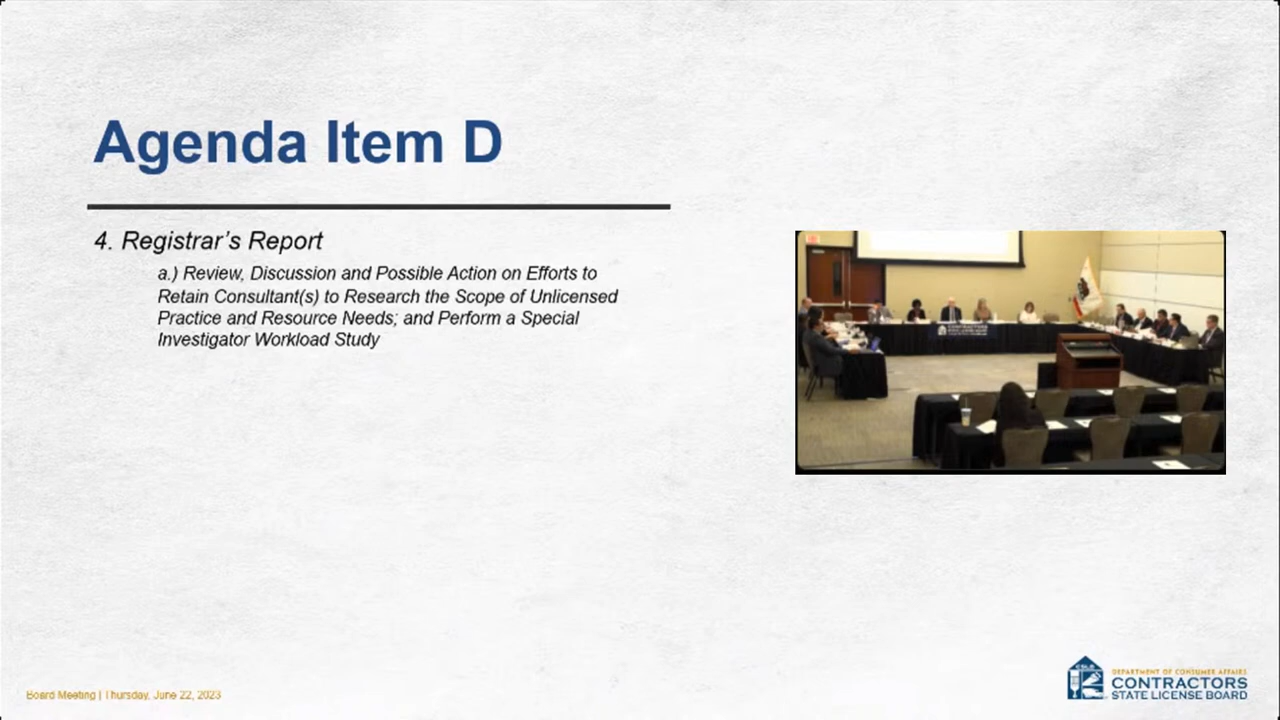 Agenda Item D
4. Registrar's Report
a.) Review, Discussion and Possible Action on Efforts to
Retain Consultant(s) to Research the Scope of Unlicensed
Practice and Resource Needs; and Perform a Special
Investigator Workload Study
CONTRACTORS
Board Meeting | Thursday, June 22, 2023
CSLB
DEPARTMENT OF CONSUMER AFFAIRS
CONTRACTORS
STATE LICENSE BOARD